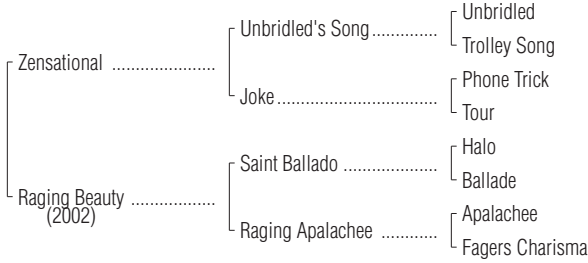 Unbridled
Unbridled's Song..............
Trolley Song
Zensational ......................
Phone Trick
Joke..................................
Tour
Halo
Saint Ballado ....................
Ballade
Raging Beauty ..................
(2002)
Apalachee
Raging Apalachee ............
Fagers Charisma